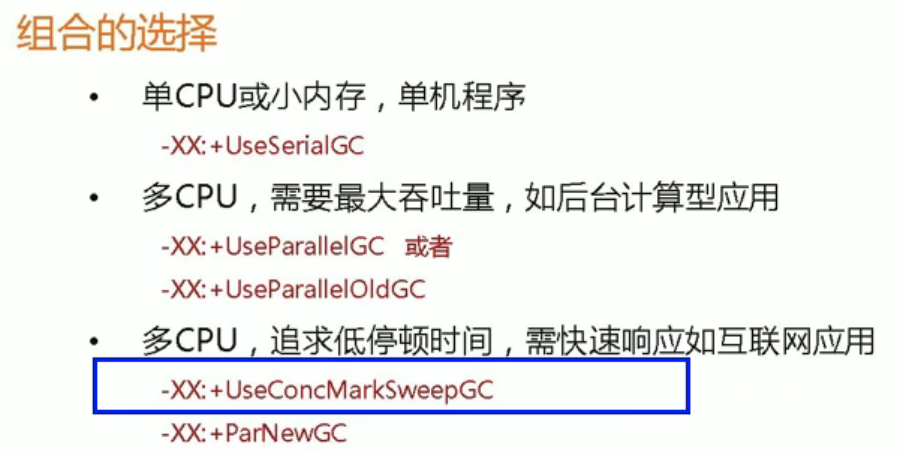 组合的选择
• 单CPU或小内存，单机程序
-XX:+UseSerialGC
• 多CPU，需要最大吞吐量，如后台计算型应用
-XX:+UseParallelGC 或者
-XX:+UseParallelOldGC
• 多CPU，追求低停顿时间，需快速响应如互联网应用
-XX:+UseConcMarkSweepGC
-XX:+ParNewGC